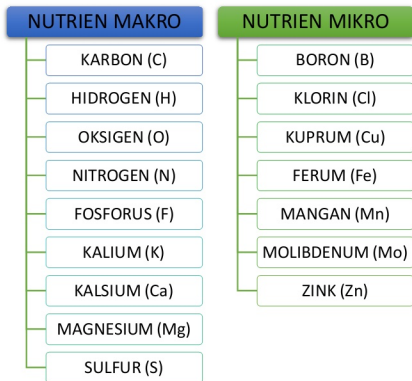 NUTRIEN MAKRO
KARBON (C)
HIDROGEN (H)
OKSIGEN (O)
NITROGEN (N)
FOSFORUS (F)
KALIUM (K)
KALSIUM (Ca)
MAGNESIUM (Mg)
SULFUR (S)
NUTRIEN MIKRO
BORON (B)
KLORIN (Cl)
KUPRUM (Cu)
FERUM (Fe)
MANGAN (Mn)
MOLIBDENUM (Mo)
ZINK (Zn)